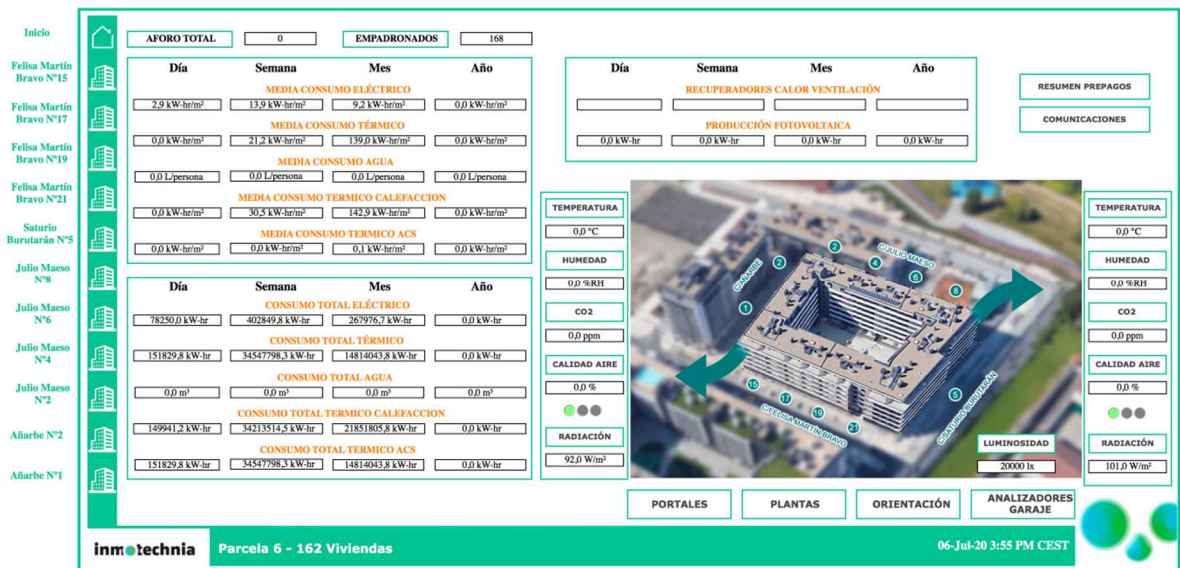 Inicio
Felisa Martín
Bravo Nº15
Felisa Martín
Bravo Nº17
Felisa Martín
Bravo Nº19
Felisa Martín
Bravo Nº21
Saturio
Burutarán Nº5
Julio Maeso
Nº8
Julio Maeso
Nº6
Julio Maeso
Nº4
Julio Maeso
Nº2
Añarbe Nº2
Añarbe Nº1
AFORO TOTAL 0 EMPADRONADOS 168
Día Semana Mes Año
MEDIA CONSUMO ELÉCTRICO
2,9 kW-hr/m² 13,9 kW-hr/m² 9,2 kW-hr/m² 0,0 kW-hr/m²
MEDIA CONSUMO TÉRMICO
0,0 kW-hr/m² 21,2 kW-hr/m² 139,0 kW-hr/m² 0,0 kW-hr/m²
MEDIA CONSUMO AGUA
0,0 L/persona 0,0 L/persona 0,0 L/persona 0,0 L/persona
MEDIA CONSUMO TERMICO CALEFACCION
0,0 kW-hr/m² 30,5 kW-hr/m² 142,9 kW-hr/m² 0,0 kW-hr/m²
MEDIA CONSUMO TERMICO ACS
0,0 kW-hr/m² 0,0 kW-hr/m² 0,1 kW-hr/m² 0,0 kW-hr/m²
Día Semana Mes Año
CONSUMO TOTAL ELÉCTRICO
78250,0 kW-hr 402849,8 kW-hr 267976,7 kW-hr 0,0 kW-hr
CONSUMO TOTAL TÉRMICO
151829,8 kW-hr 34547798,3 kW-hr 14814043,8 kW-hr 0,0 kW-hr
CONSUMO TOTAL AGUA
0,0 m³ 0,0 m³ 0,0 m³ 0,0 m³
CONSUMO TOTAL TERMICO CALEFACCION
149941,2 kW-hr 34213514,5 kW-hr 21851805,8 kW-hr 0,0 kW-hr
CONSUMO TOTAL TERMICO ACS
151829,8 kW-hr 34547798,3 kW-hr 14814043,8 kW-hr 0,0 kW-hr
Día Semana Mes Año
RECUPERADORES CALOR VENTILACIÓN
PRODUCCIÓN FOTOVOLTAICA
0,0 kW-hr 0,0 kW-hr 0,0 kW-hr 0,0 kW-hr
RESUMEN PREPAGOS
COMUNICACIONES
TEMPERATURA
0,0 °C
HUMEDAD
0,0 %RH
CO2
0,0 ppm
CALIDAD AIRE
0,0 %
RADIACIÓN
92,0 W/m²
C/AÑARBE
2
1
C/JULIO MAESO
2
4
6
8
15
17
19
21
C/FELISA MARTÍN BRAVO
5
C/SATURIO BURUTARÁN
LUMINOSIDAD
20000 lx
TEMPERATURA
0,0 °C
HUMEDAD
0,0 %RH
CO2
0,0 ppm
CALIDAD AIRE
0,0 %
RADIACIÓN
101,0 W/m²
PORTALES
PLANTAS
ORIENTACIÓN
ANALIZADORES
GARAJE
inmotechnia
Parcela 6 - 162 Viviendas
06-Jul-20 3:55 PM CEST